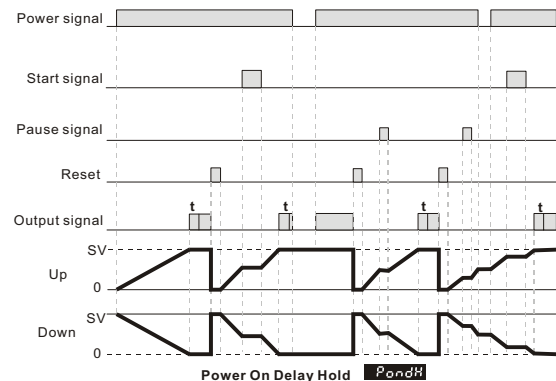 Power signal
Start signal
Pause signal
Reset
t t t t
Output signal
SV
Up
0
SV
Down
0
Power On Delay Hold PondH